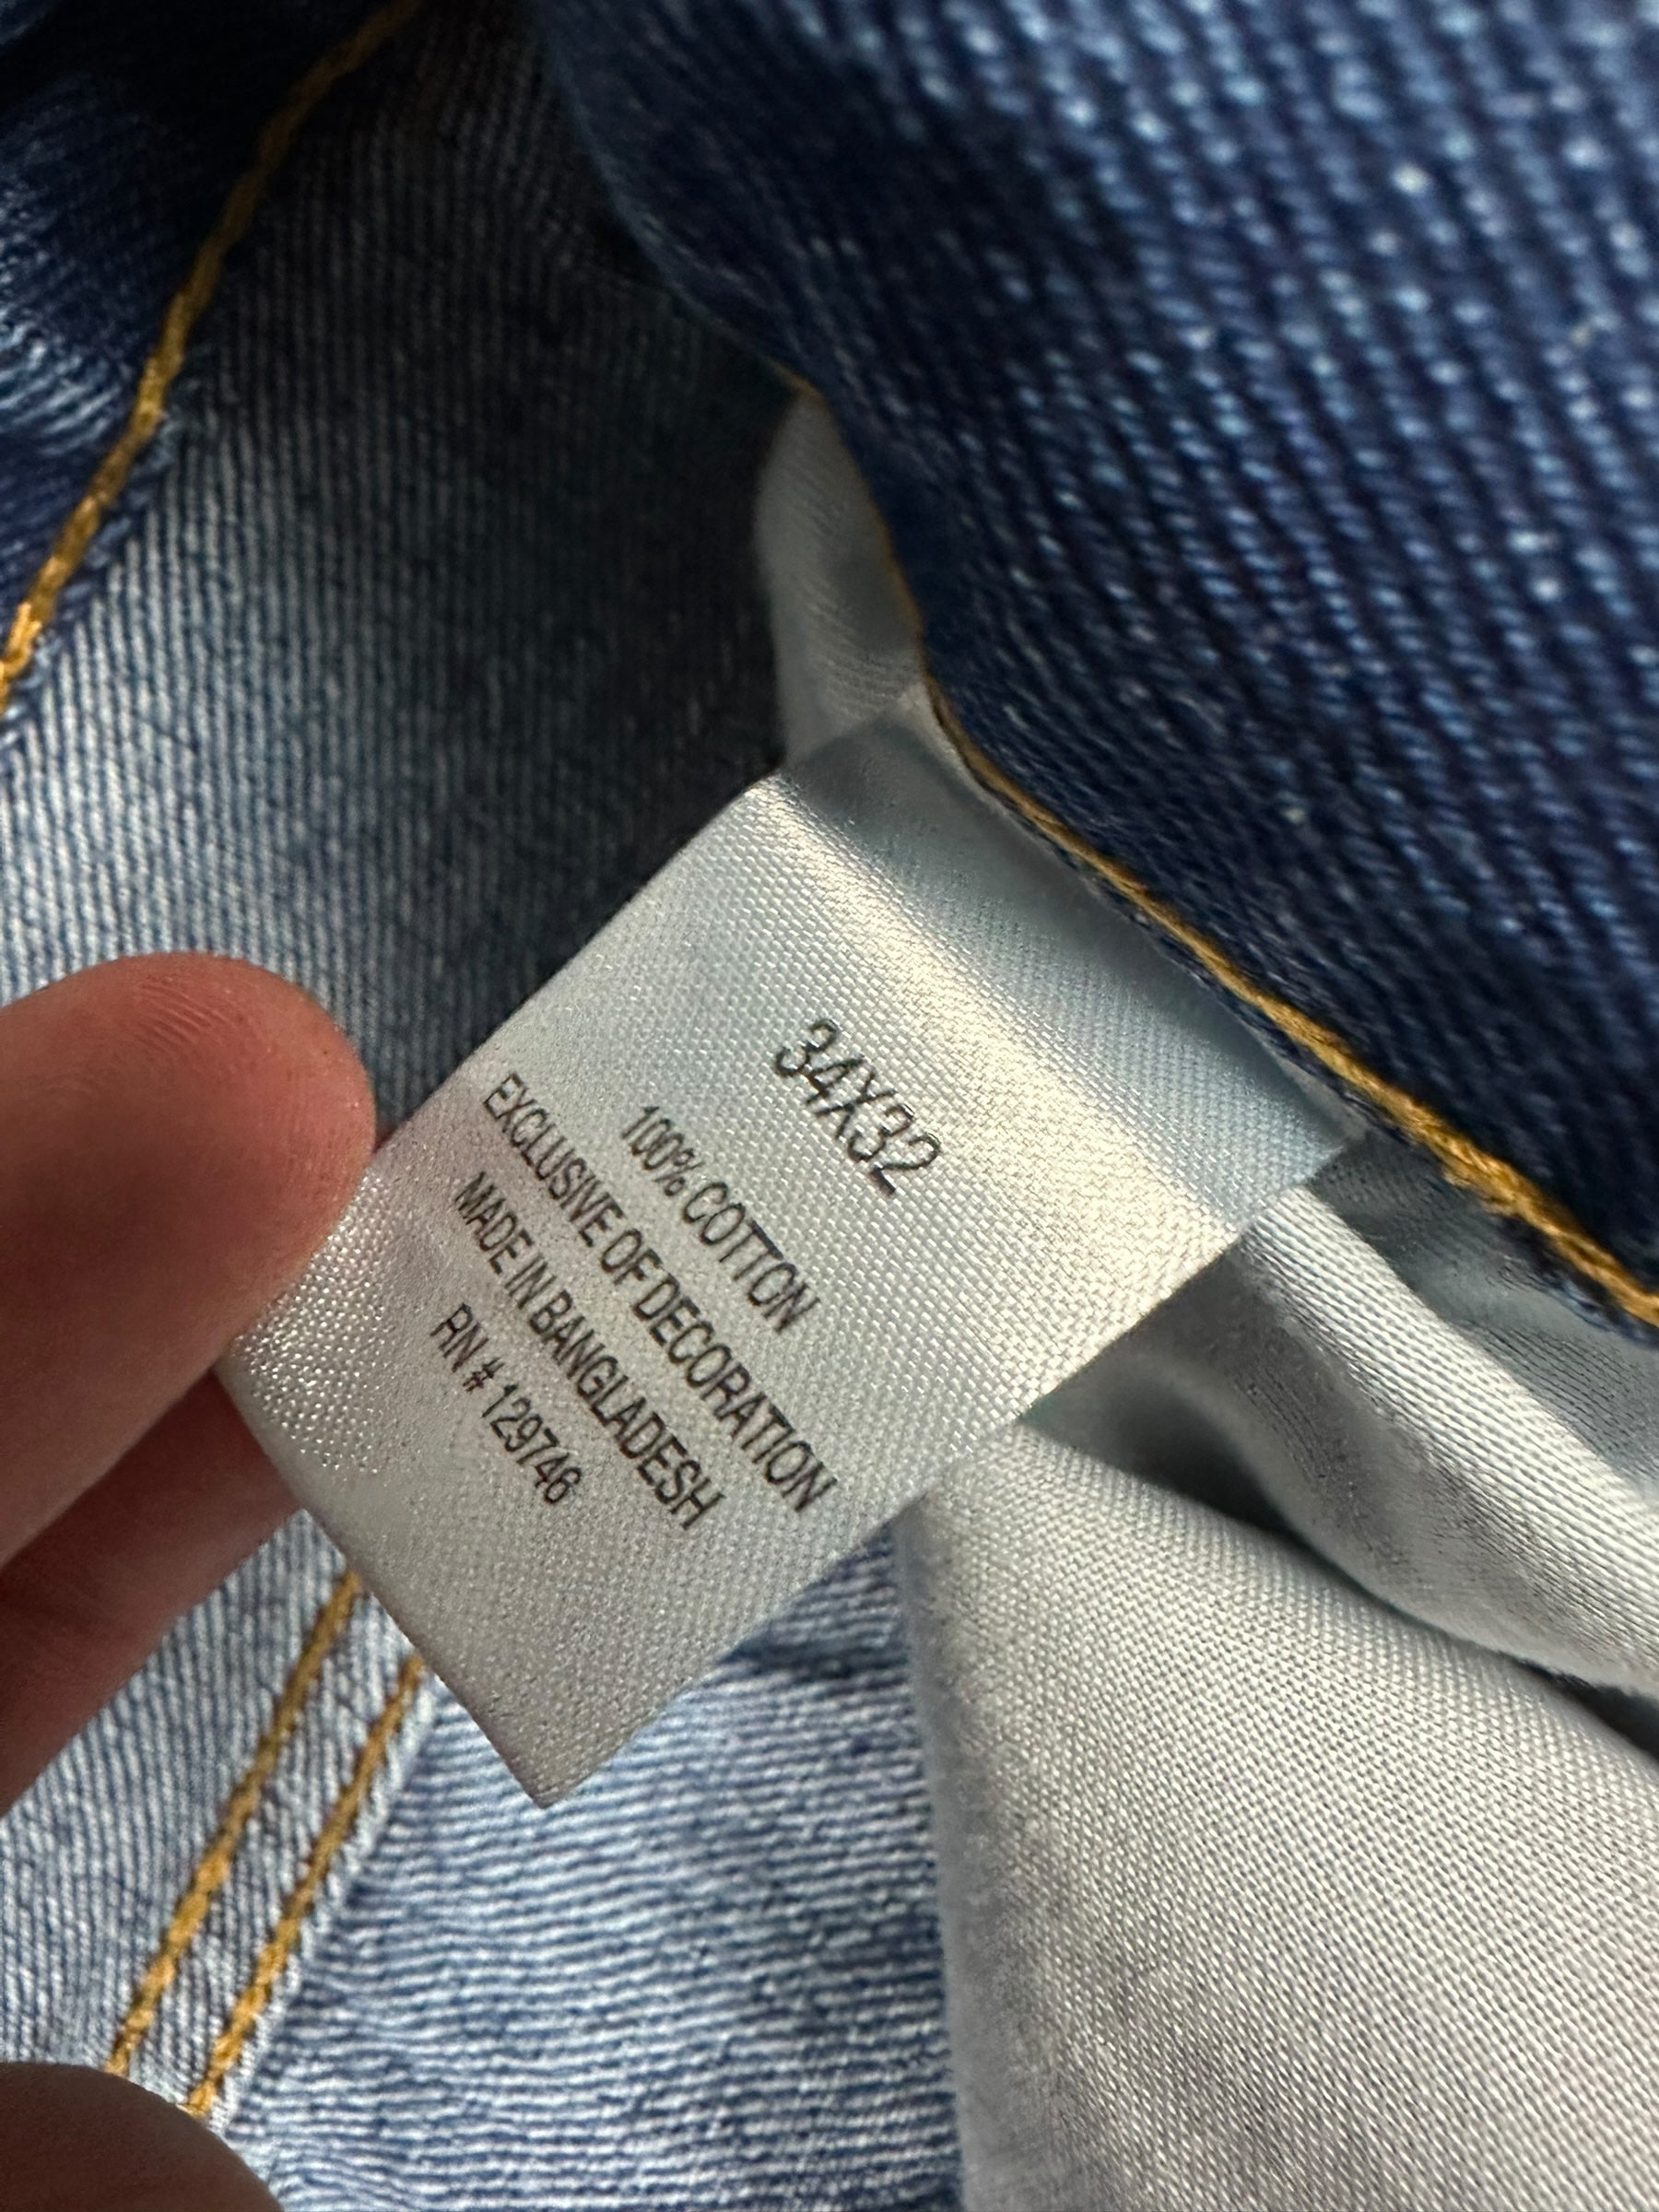 34X32
100% COTTON
EXCLUSIVE OF DECORATION
MADE IN BANGLADESH
RN # 129746